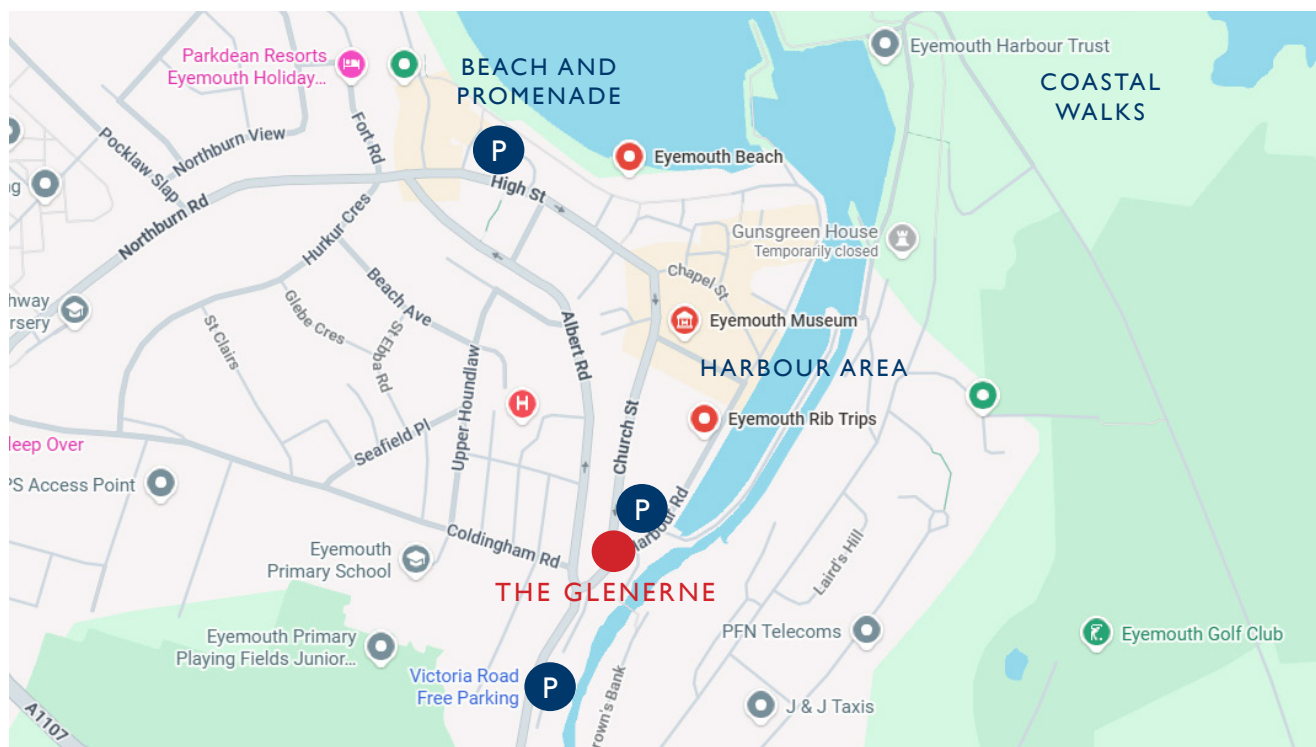 Parkdean Resorts
Eyemouth Holiday...
BEACH AND
PROMENADE
Eyemouth Harbour Trust
COASTAL
WALKS
Fort Rd
Pocklaw Slap
Northburn View
P
Eyemouth Beach
High St
Northburn Rd
Hurkur Cres
Gunsgreen House
Temporarily closed
Chapel St
Beach Ave
Glebe Cres
St Ebba Rd
St Clairs
Albert Rd
Eyemouth Museum
HARBOUR AREA
Upper Houndlaw
H
Church St
Eyemouth Rib Trips
Seafield Pl
leep Over
PS Access Point
P
Harbour Rd
Coldingham Rd
Eyemouth
Primary School
THE GLENERNE
Laird's Hill
PFN Telecoms
Eyemouth Golf Club
Eyemouth Primary
Playing Fields Junior...
Victoria Road
Free Parking
P
rown's Bank
J & J Taxis
A1107